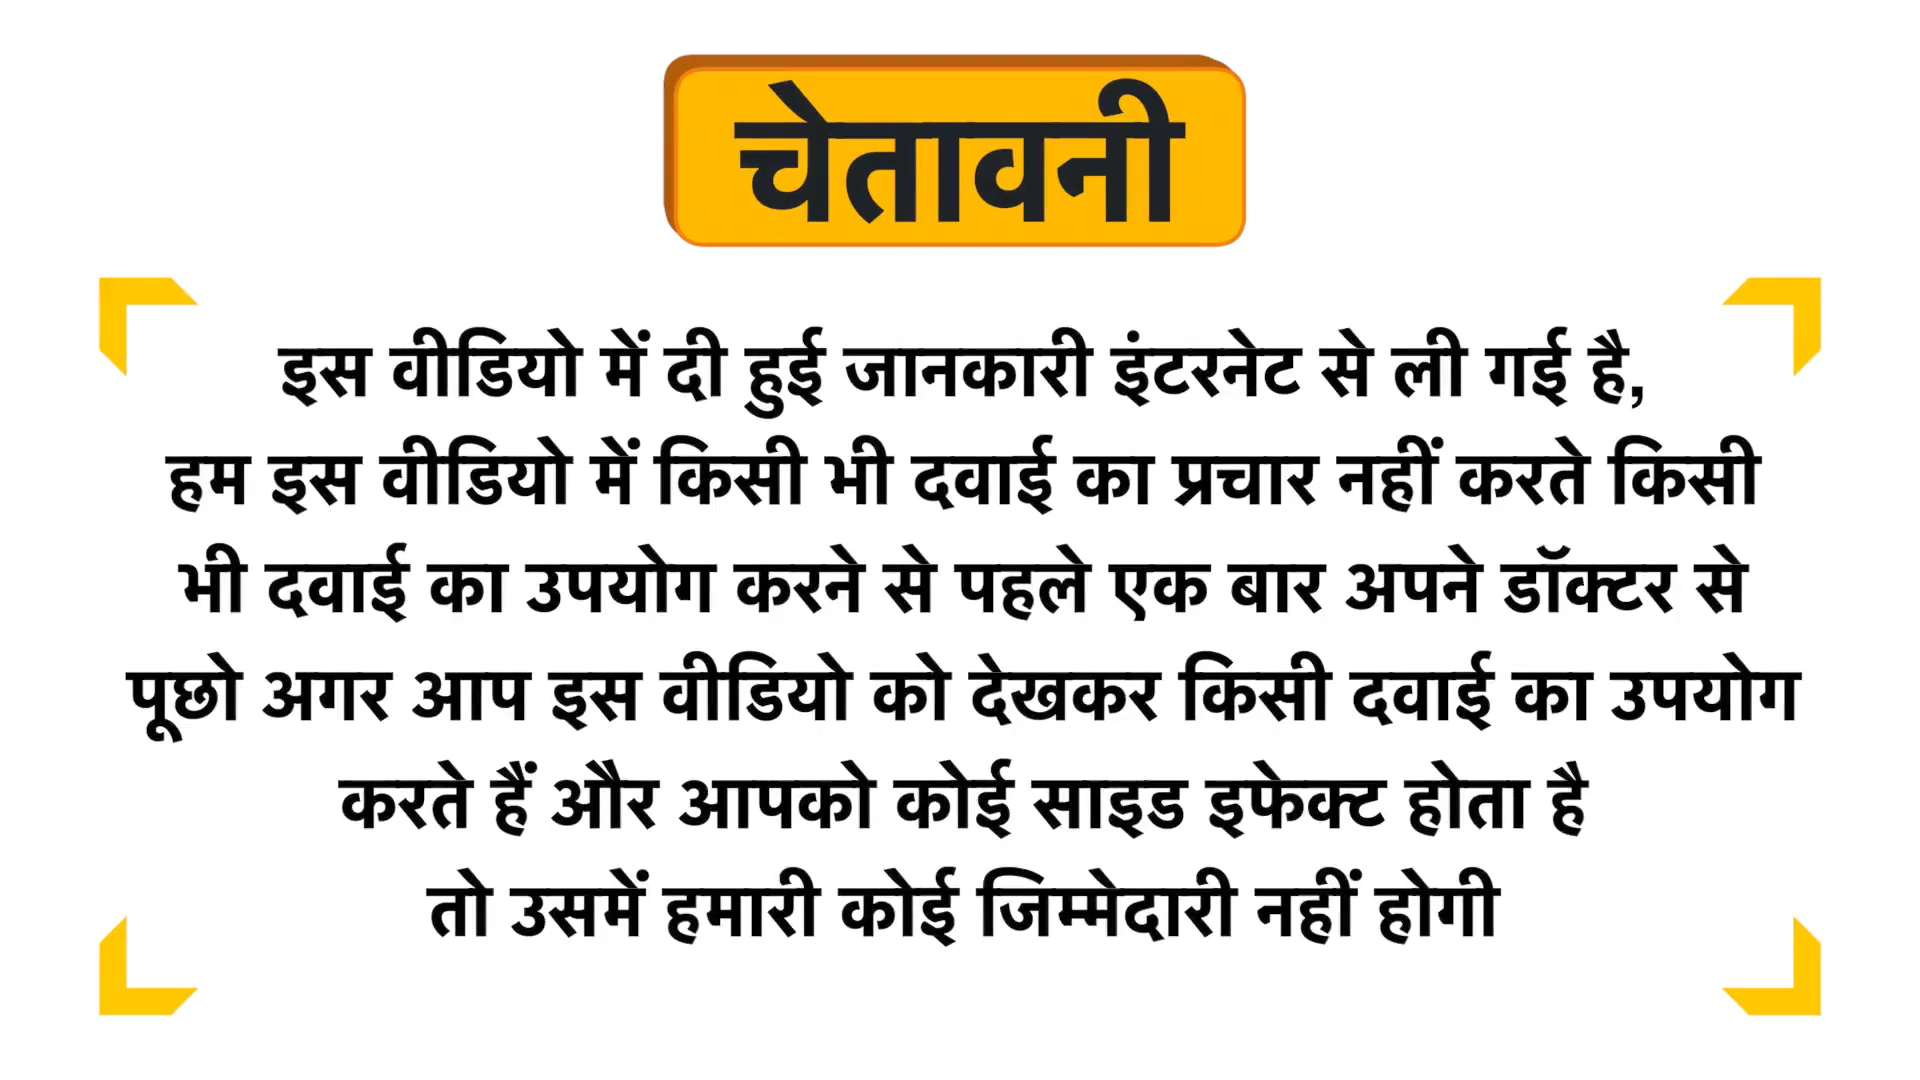 चेतावनी
इस वीडियो में दी हुई जानकारी इंटरनेट से ली गई है,
हम इस वीडियो में किसी भी दवाई का प्रचार नहीं करते किसी
भी दवाई का उपयोग करने से पहले एक बार अपने डॉक्टर से
पूछो अगर आप इस वीडियो को देखकर किसी दवाई का उपयोग
करते हैं और आपको कोई साइड इफेक्ट होता है
तो उसमें हमारी कोई जिम्मेदारी नहीं होगी